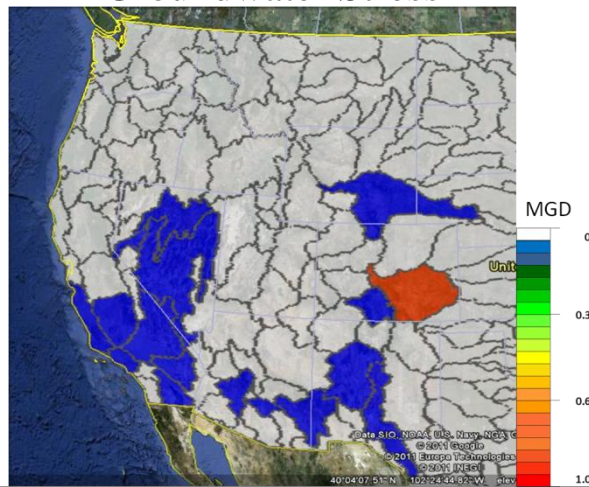 MGD
0
Unit
0.3
0.6
Data SIO, NOAA, U.S. Navy, NGA, G
© 2011 Google
© 2011 Europa Technologies
© 2011 INEGI
1.0
40°04'07.51" N 102°24'44.82" W elev